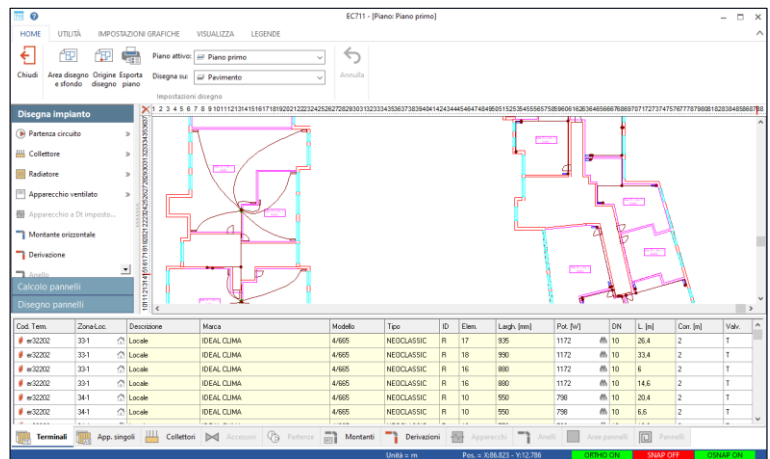 EC711 - [Piano: Piano primo]
HOME UTILITÀ IMPOSTAZIONI GRAFICHE VISUALIZZA LEGENDE
Chiudi
Area disegno e sfondo
Origine disegno
Esporta piano
Piano attivo: Piano primo
Disegna su: Pavimento
Annulla
Impostazioni disegno
Disegna impianto
Partenza circuito
Collettore
Radiatore
Apparecchio ventilato
Apparecchio a Dt imposto...
Montante orizzontale
Derivazione
Anello
Calcolo pannelli
Disegno pannelli
Cod. Term. Zona-Loc. Descrizione Marca Modello Tipo ID Elem. Largh. [mm] Pot. [W] DN L. [m] Corr. [m] Valv.
er32202 33-1 Locale IDEAL CLIMA 4/665 NEOCLASSIC R 17 935 1172 10 26,4 2 T
er32202 33-1 Locale IDEAL CLIMA 4/665 NEOCLASSIC R 18 990 1172 10 33,4 2 T
er32202 33-1 Locale IDEAL CLIMA 4/665 NEOCLASSIC R 16 880 1172 10 6 2 T
er32202 33-1 Locale IDEAL CLIMA 4/665 NEOCLASSIC R 16 880 1172 10 14,6 2 T
er32202 34-1 Locale IDEAL CLIMA 4/665 NEOCLASSIC R 10 550 798 10 20,4 2 T
er32202 34-1 Locale IDEAL CLIMA 4/665 NEOCLASSIC R 10 550 798 10 6,6 2 T
Terminali App. singoli Collettori Accessori Partenze Montanti Derivazioni Apparecchi Anelli Aree pannelli Pannelli
Unità = m Pos. = X:86.823 - Y:12.786 ORTHO ON SNAP OFF OSNAP ON